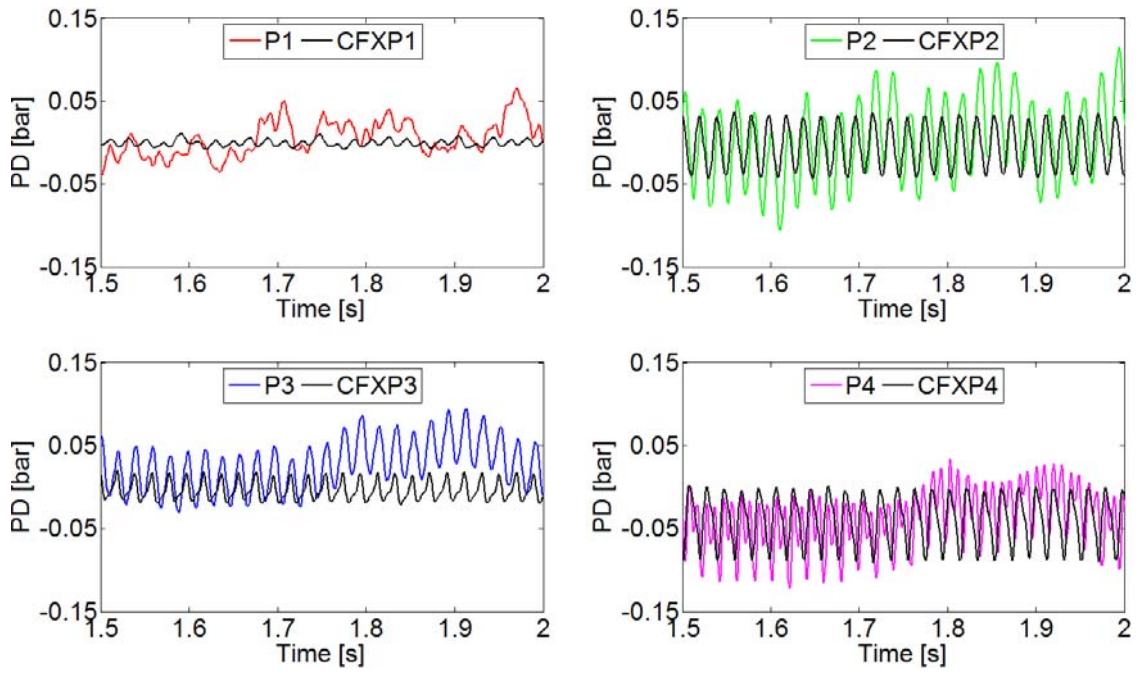 0.15
P1 CFXP1
0.05
PD [bar]
-0.05
-0.15
1.5 1.6 1.7 1.8 1.9 2
Time [s]
0.15
P2 CFXP2
0.05
PD [bar]
-0.05
-0.15
1.5 1.6 1.7 1.8 1.9 2
Time [s]
0.15
P3 CFXP3
0.05
PD [bar]
-0.05
-0.15
1.5 1.6 1.7 1.8 1.9 2
Time [s]
0.15
P4 CFXP4
0.05
PD [bar]
-0.05
-0.15
1.5 1.6 1.7 1.8 1.9 2
Time [s]